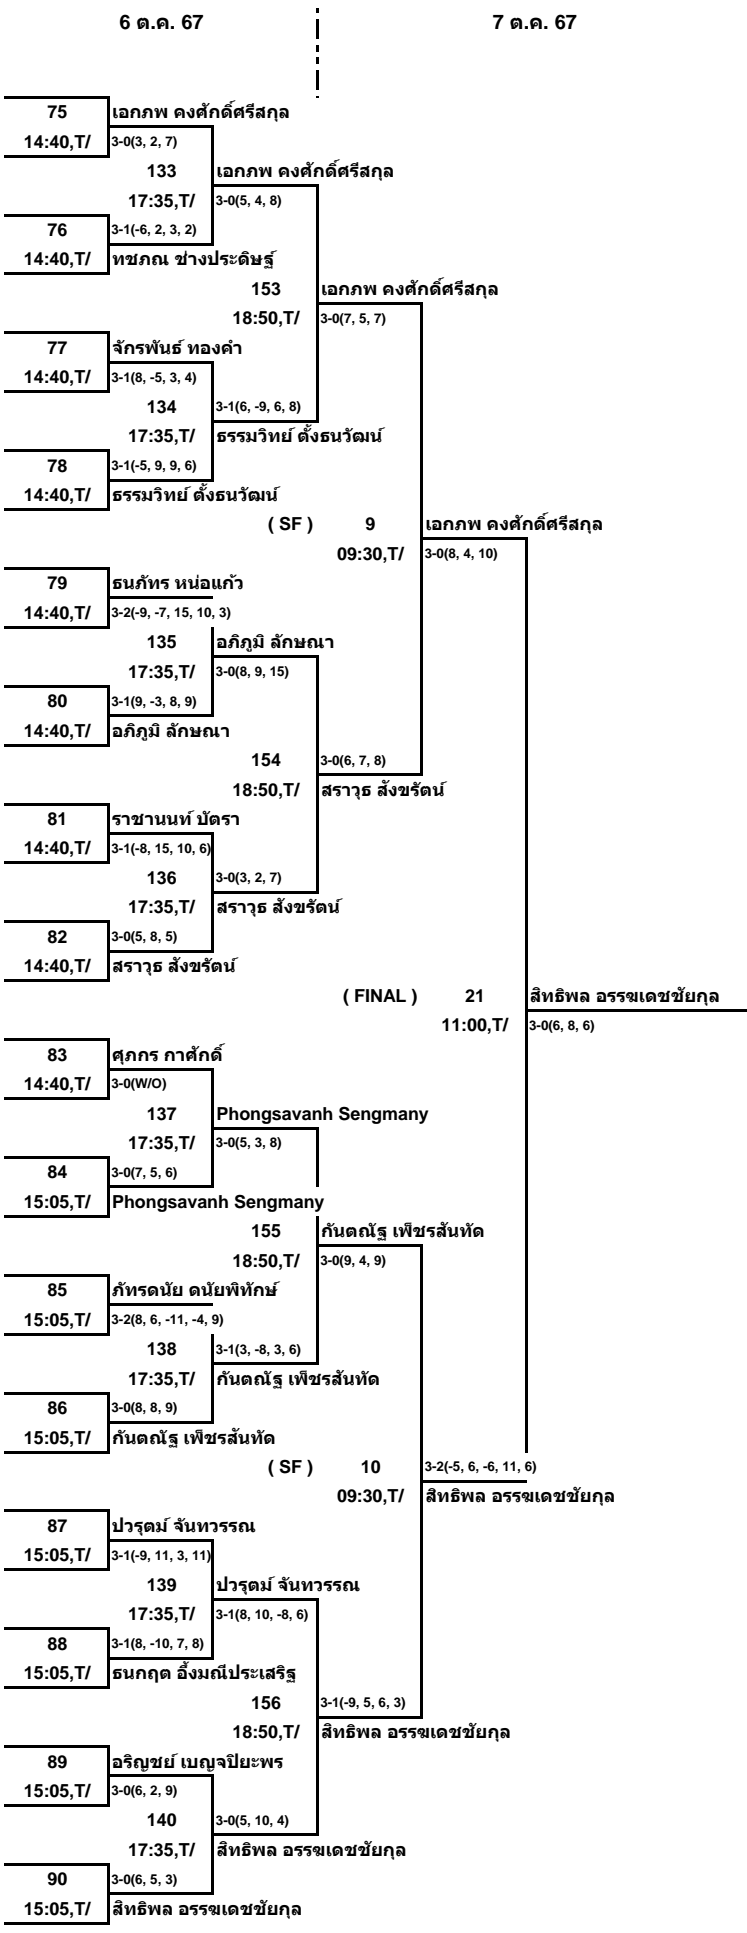 6 ต.ค. 67
7 ต.ค. 67
75
เอกภพ คงศักดิ์ศรีสกุล
14:40,T/
3-0(3, 2, 7)
133
เอกภพ คงศักดิ์ศรีสกุล
17:35,T/
3-0(5, 4, 8)
76
3-1(-6, 2, 3, 2)
14:40,T/
ทชภณ ช่างประดิษฐ์
153
เอกภพ คงศักดิ์ศรีสกุล
18:50,T/
3-0(7, 5, 7)
77
จักรพันธ์ ทองคำ
14:40,T/
3-1(8, -5, 3, 4)
134
3-1(6, -9, 6, 8)
17:35,T/
ธรรมวิทย์ ตั้งธนวัฒน์
78
3-1(-5, 9, 9, 6)
14:40,T/
ธรรมวิทย์ ตั้งธนวัฒน์
( SF )
9
เอกภพ คงศักดิ์ศรีสกุล
09:30,T/
3-0(8, 4, 10)
79
ธนภัทร หน่อแก้ว
14:40,T/
3-2(-9, -7, 15, 10, 3)
135
อภิภูมิ ลักษณา
17:35,T/
3-0(8, 9, 15)
80
3-1(9, -3, 8, 9)
14:40,T/
อภิภูมิ ลักษณา
154
3-0(6, 7, 8)
18:50,T/
สราวุธ สังขรัตน์
81
ราชานนท์ บัตรา
14:40,T/
3-1(-8, 15, 10, 6)
136
3-0(3, 2, 7)
17:35,T/
สราวุธ สังขรัตน์
82
3-0(5, 8, 5)
14:40,T/
สราวุธ สังขรัตน์
( FINAL )
21
สิทธิพล อรรฆเดชชัยกุล
11:00,T/
3-0(6, 8, 6)
83
ศุภกร กาศักดิ์
14:40,T/
3-0(W/O)
137
Phongsavanh Sengmany
17:35,T/
3-0(5, 3, 8)
84
3-0(7, 5, 6)
15:05,T/
Phongsavanh Sengmany
155
กันตณัฐ เพ็ชรสันทัด
18:50,T/
3-0(9, 4, 9)
85
ภัทรดนัย ดนัยพิทักษ์
15:05,T/
3-2(8, 6, -11, -4, 9)
138
3-1(3, -8, 3, 6)
17:35,T/
กันตณัฐ เพ็ชรสันทัด
86
3-0(8, 8, 9)
15:05,T/
กันตณัฐ เพ็ชรสันทัด
( SF )
10
3-2(-5, 6, -6, 11, 6)
09:30,T/
สิทธิพล อรรฆเดชชัยกุล
87
ปวรุตม์ จันทวรรณ
15:05,T/
3-1(-9, 11, 3, 11)
139
ปวรุตม์ จันทวรรณ
17:35,T/
3-1(8, 10, -8, 6)
88
3-1(8, -10, 7, 8)
15:05,T/
ธนกฤต อึ้งมณีประเสริฐ
156
3-1(-9, 5, 6, 3)
18:50,T/
สิทธิพล อรรฆเดชชัยกุล
89
อริญชย์ เบญจปิยะพร
15:05,T/
3-0(6, 2, 9)
140
3-0(5, 10, 4)
17:35,T/
สิทธิพล อรรฆเดชชัยกุล
90
3-0(6, 5, 3)
15:05,T/
สิทธิพล อรรฆเดชชัยกุล